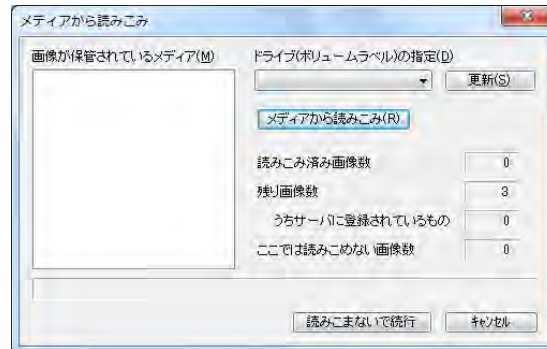 メディアから読みこみ
画像が保管されているメディア(M)
ドライブ(ボリュームラベル)の指定(D)
更新(S)
メディアから読みこみ(R)
読みこみ済み画像数 0
残り画像数 3
うちサーバに登録されているもの 0
ここでは読みこめない画像数 0
読みこまないで続行 キャンセル